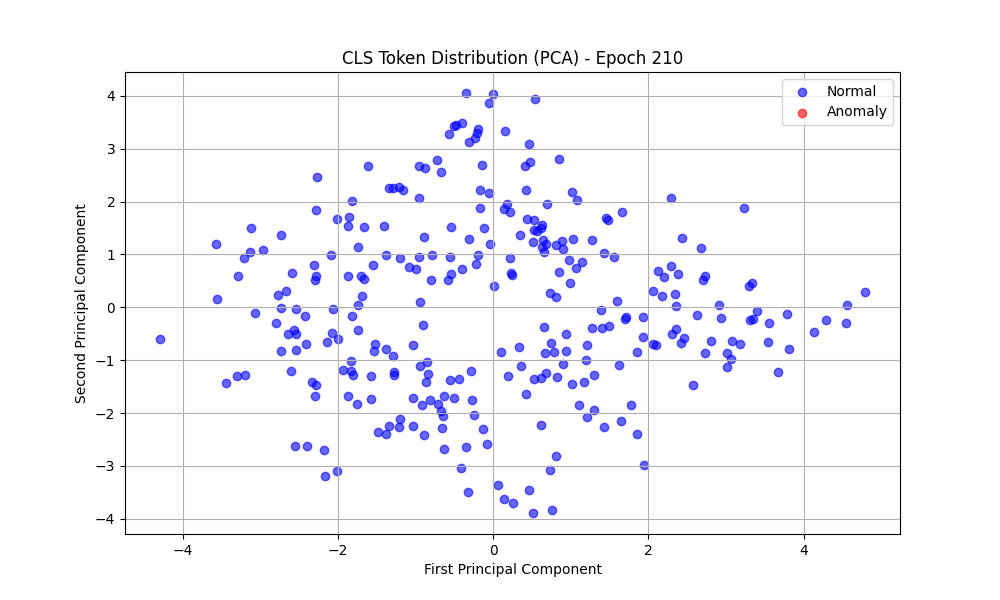 CLS Token Distribution (PCA) - Epoch 210
Normal
Anomaly
4
3
2
1
0
−1
−2
−3
−4
Second Principal Component
−4
−2
0
2
4
First Principal Component